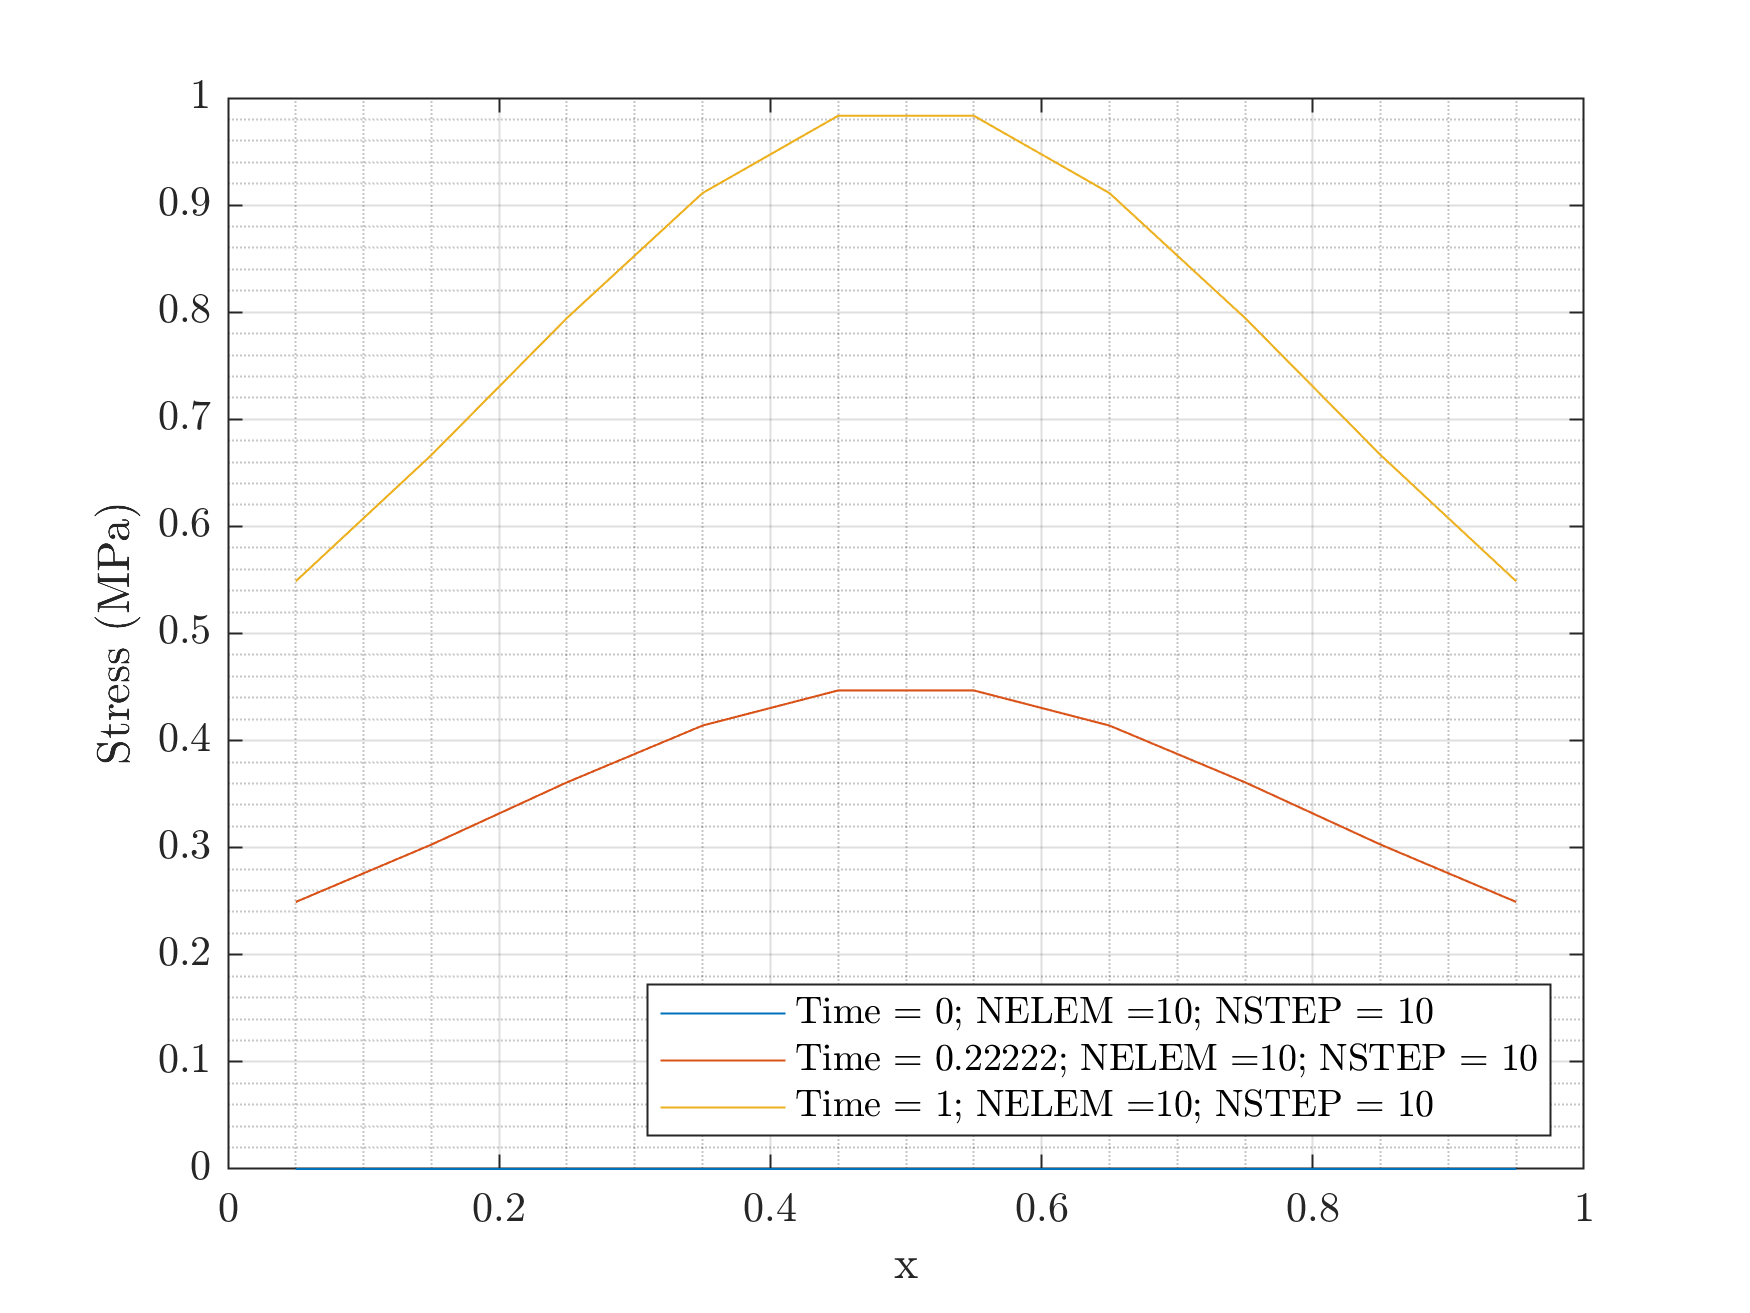 1
0.9
0.8
0.7
0.6
0.5
0.4
0.3
0.2
0.1
0
Stress (MPa)
Time = 0; NELEM =10; NSTEP = 10
Time = 0.22222; NELEM =10; NSTEP = 10
Time = 1; NELEM =10; NSTEP = 10
0 0.2 0.4 0.6 0.8 1
x